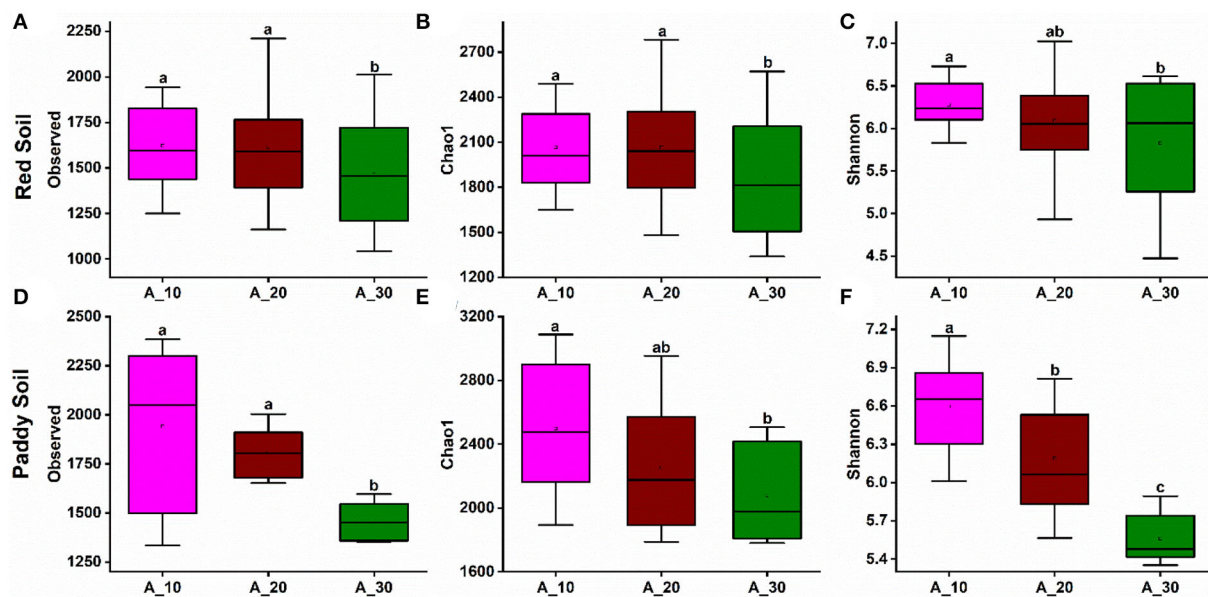 A
B
C
Red Soil
Observed
2250
2000
1750
1500
1250
1000
a
a
b
A_10
A_20
A_30
Chao1
2700
2400
2100
1800
1500
1200
a
a
b
A_10
A_20
A_30
Shannon
7.0
6.5
6.0
5.5
5.0
4.5
a
ab
b
A_10
A_20
A_30
D
E
F
Paddy Soil
Observed
2500
2250
2000
1750
1500
1250
a
a
b
A_10
A_20
A_30
Chao1
3200
2800
2400
2000
1600
a
ab
b
A_10
A_20
A_30
Shannon
7.2
6.9
6.6
6.3
6.0
5.7
5.4
a
b
c
A_10
A_20
A_30